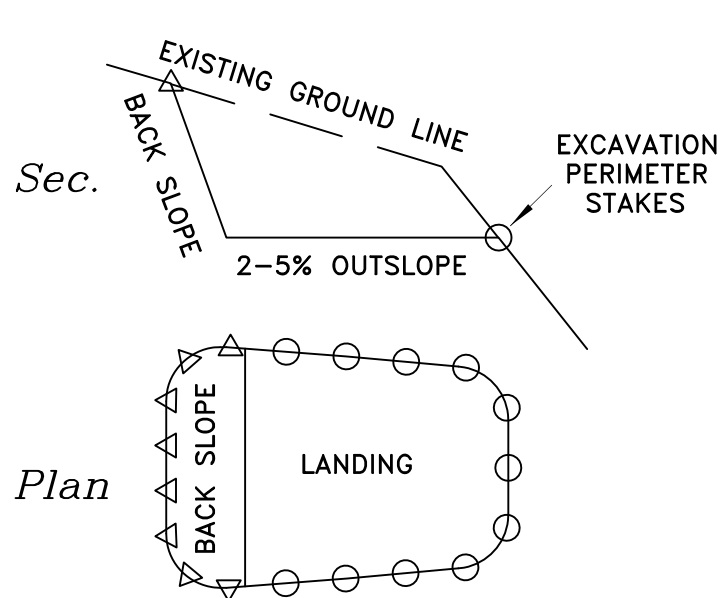 EXISTING GROUND LINE
BACK SLOPE
Sec.
EXCAVATION
PERIMETER
STAKES
2-5% OUTSLOPE
Plan
BACK SLOPE
LANDING